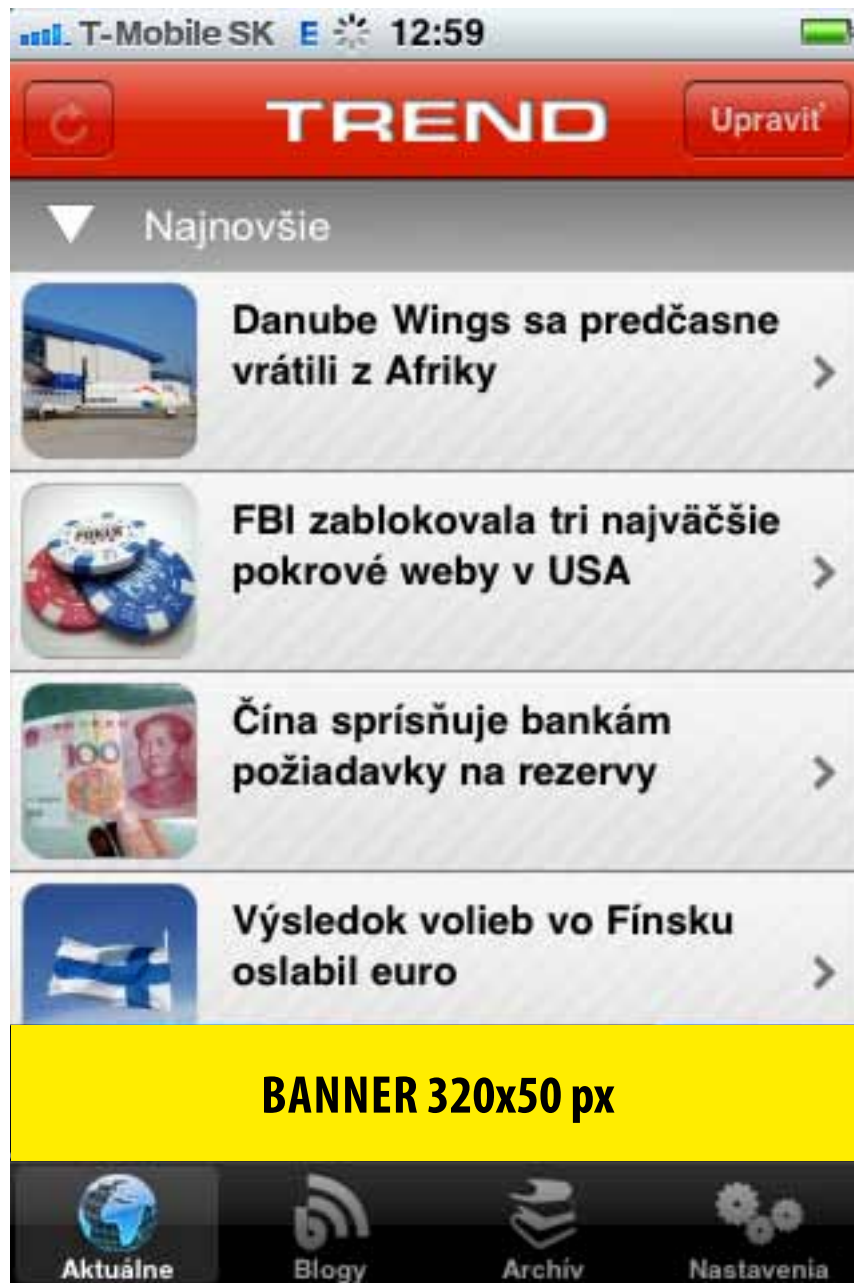 T-Mobile SK E 12:59
TREND
Upraviť
Najnovšie
Danube Wings sa predčasne
vrátili z Afriky
FBI zablokovala tri najväčšie
pokrové weby v USA
POKER
Čína sprísňuje bankám
požiadavky na rezervy
100
Výsledok volieb vo Fínsku
oslabil euro
BANNER 320x50 px
Aktuálne
Blogy
Archív
Nastavenia